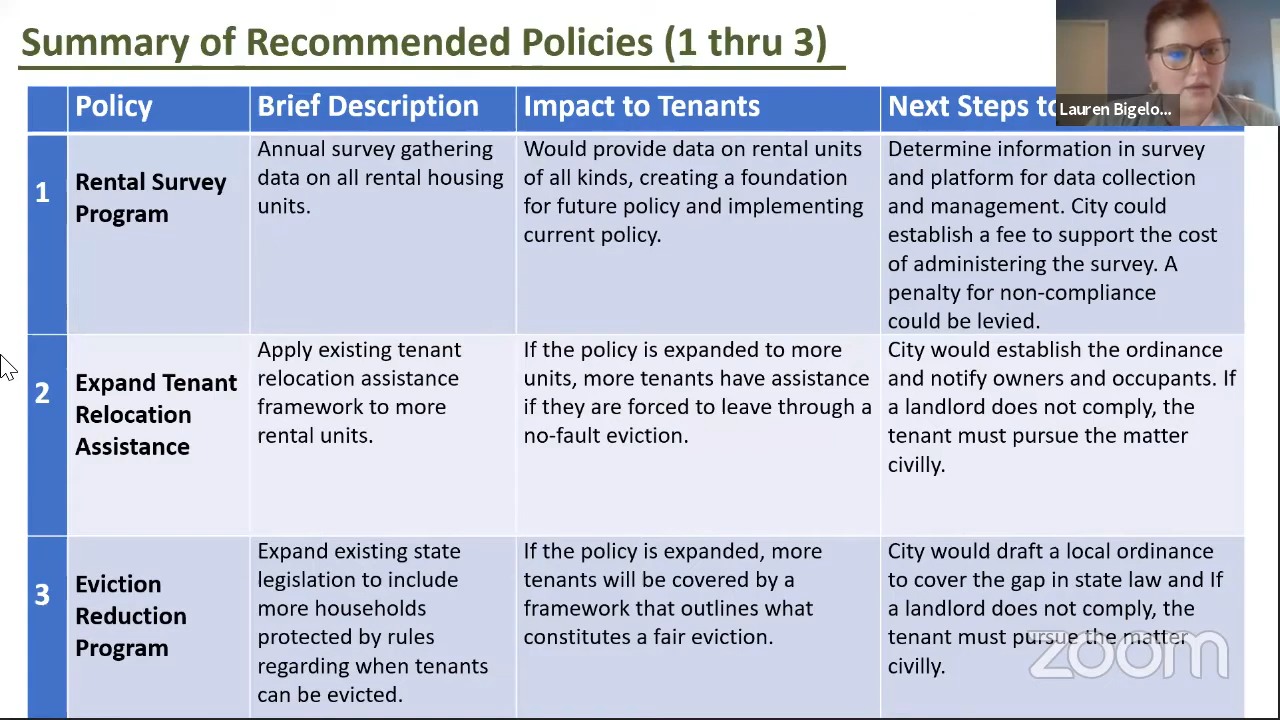 Summary of Recommended Policies (1 thru 3)
Lauren Bigelo...
Policy
Brief Description
Impact to Tenants
Next Steps to
1
Rental Survey
Program
Annual survey gathering
data on all rental housing
units.
Would provide data on rental units
of all kinds, creating a foundation
for future policy and implementing
current policy.
Determine information in survey
and platform for data collection
and management. City could
establish a fee to support the cost
of administering the survey. A
penalty for non-compliance
could be levied.
2
Expand Tenant
Relocation
Assistance
Apply existing tenant
relocation assistance
framework to more
rental units.
If the policy is expanded to more
units, more tenants have assistance
if they are forced to leave through a
no-fault eviction.
City would establish the ordinance
and notify owners and occupants. If
a landlord does not comply, the
tenant must pursue the matter
civilly.
3
Eviction
Reduction
Program
Expand existing state
legislation to include
more households
protected by rules
regarding when tenants
can be evicted.
If the policy is expanded, more
tenants will be covered by a
framework that outlines what
constitutes a fair eviction.
City would draft a local ordinance
to cover the gap in state law and If
a landlord does not comply, the
tenant must pursue the matter
civilly.
zoom